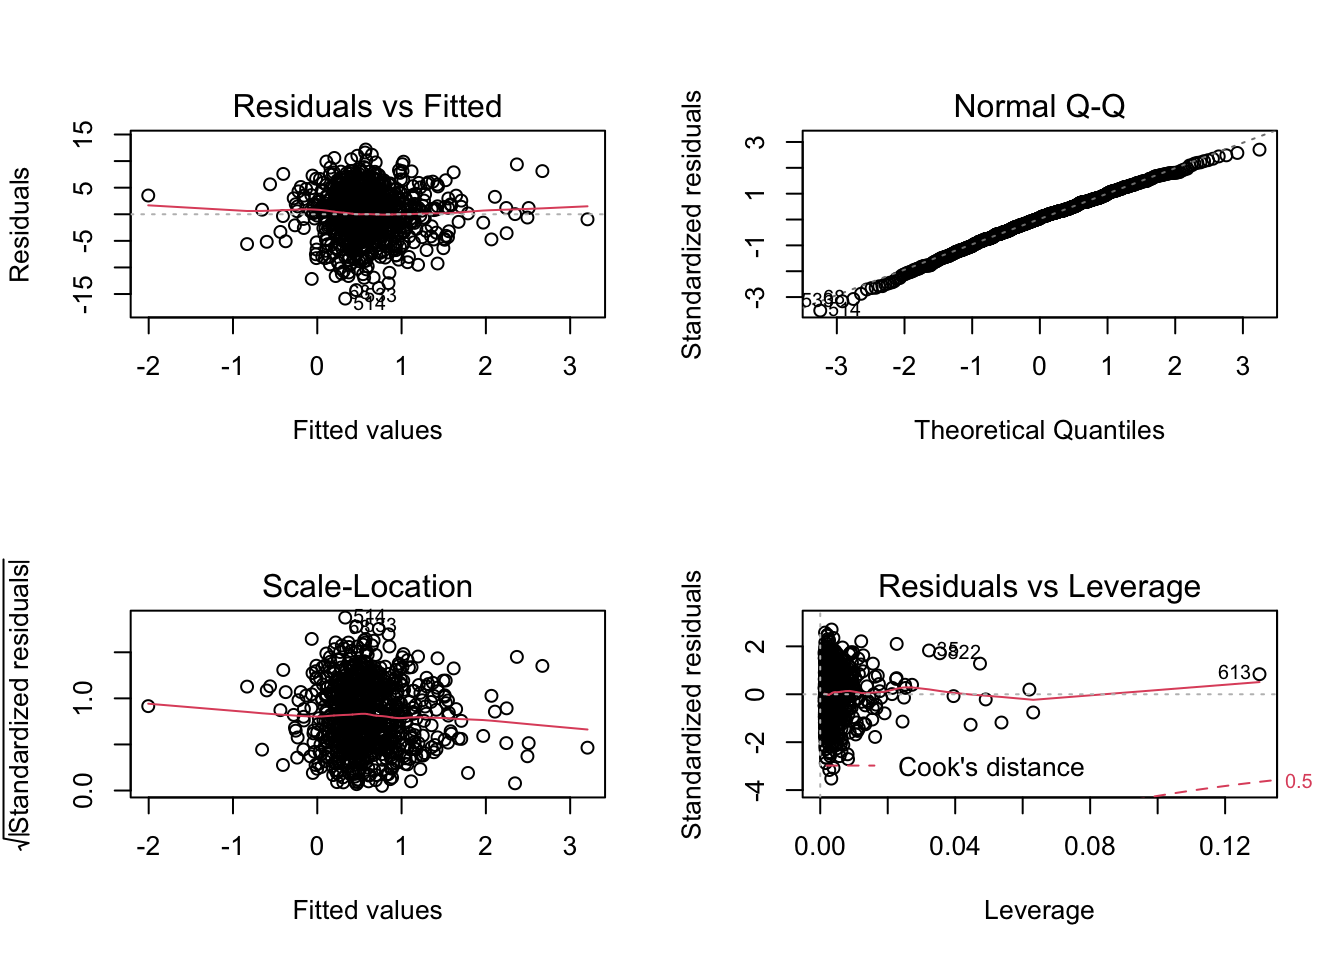 Residuals vs Fitted
Residuals
15
5
-5
-15
514
-2 -1 0 1 2 3
Fitted values
Normal Q-Q
Standardized residuals
3
1
-1
-3
514
-3 -2 -1 0 1 2 3
Theoretical Quantiles
Scale-Location
√|Standardized residuals|
1.0
0.0
514
-2 -1 0 1 2 3
Fitted values
Residuals vs Leverage
Standardized residuals
2
0
-2
-4
613
Cook's distance
0.5
0.00 0.04 0.08 0.12
Leverage